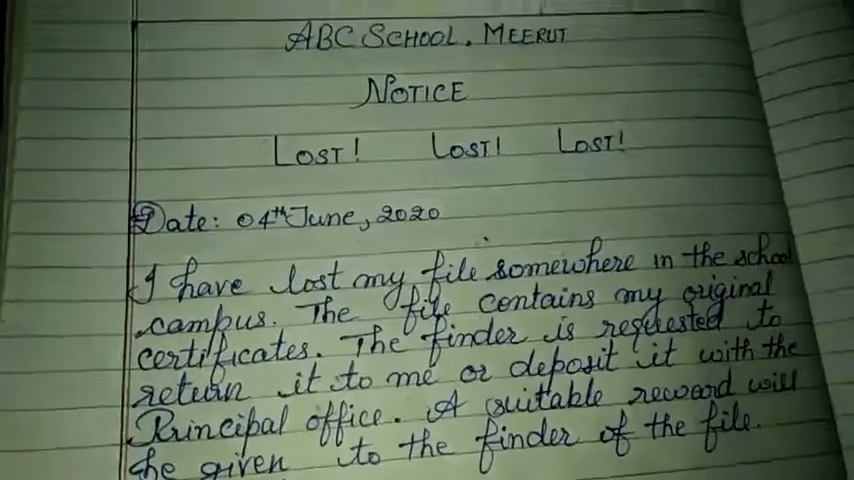 ABC SCHOOL, MEERUT
NOTICE
LOST! LOST! LOST!
Date: 04th June, 2020
I have lost my file somewhere in the school
campus. The file contains my original
certificates. The finder is requested to
return it to me or deposit it with the
Principal office. A suitable reward will
be given to the finder of the file.